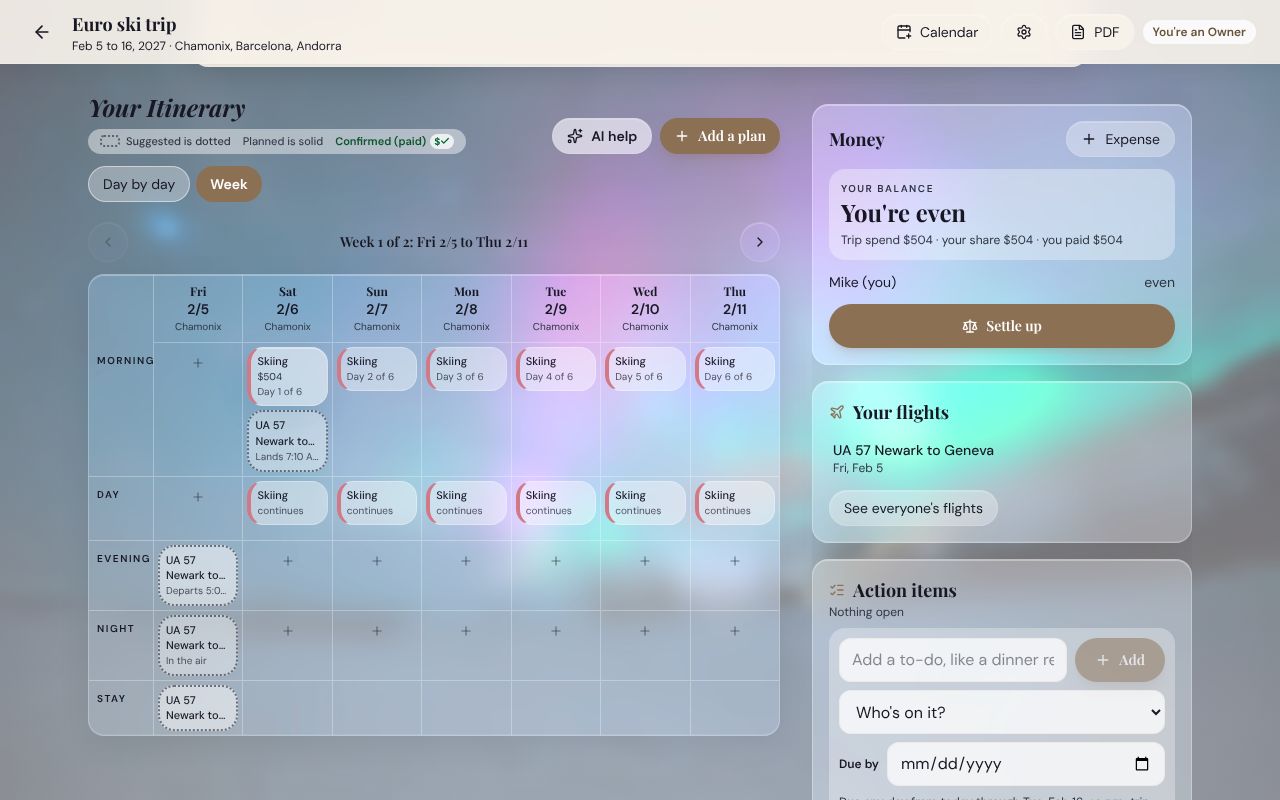 Euro ski trip
Feb 5 to 16, 2027 · Chamonix, Barcelona, Andorra
Calendar
PDF
You're an Owner
Your Itinerary
Suggested is dotted Planned is solid Confirmed (paid) $✓
AI help
+ Add a plan
Day by day
Week
Week 1 of 2: Fri 2/5 to Thu 2/11
Fri Sat Sun Mon Tue Wed Thu
2/5 2/6 2/7 2/8 2/9 2/10 2/11
Chamonix Chamonix Chamonix Chamonix Chamonix Chamonix Chamonix
MORNING
+
Skiing
$504
Day 1 of 6
Skiing
Day 2 of 6
Skiing
Day 3 of 6
Skiing
Day 4 of 6
Skiing
Day 5 of 6
Skiing
Day 6 of 6
UA 57
Newark to…
Lands 7:10 A…
DAY
+
Skiing
continues
Skiing
continues
Skiing
continues
Skiing
continues
Skiing
continues
Skiing
continues
EVENING
UA 57
Newark to…
Departs 5:0…
+ + + + + +
NIGHT
UA 57
Newark to…
In the air
+ + + + + +
STAY
UA 57
Newark to…
Money
+ Expense
YOUR BALANCE
You're even
Trip spend $504 · your share $504 · you paid $504
Mike (you) even
Settle up
Your flights
UA 57 Newark to Geneva
Fri, Feb 5
See everyone's flights
Action items
Nothing open
Add a to-do, like a dinner re
+ Add
Who's on it?
Due by mm/dd/yyyy